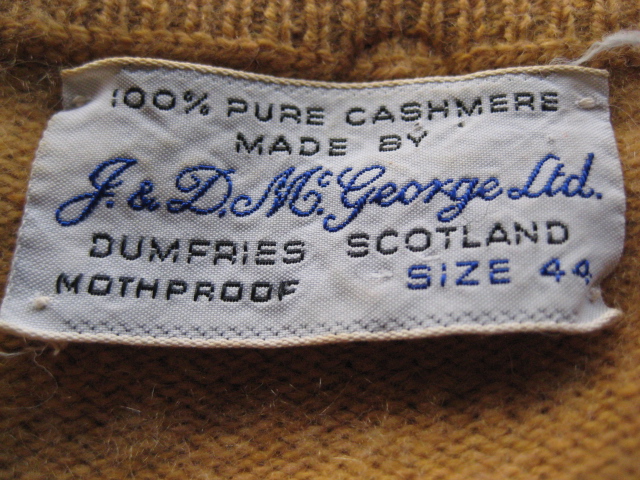 100% PURE CASHMERE
MADE BY
J. & D. McGeorge Ltd.
DUMFRIES SCOTLAND
MOTHPROOF SIZE 44